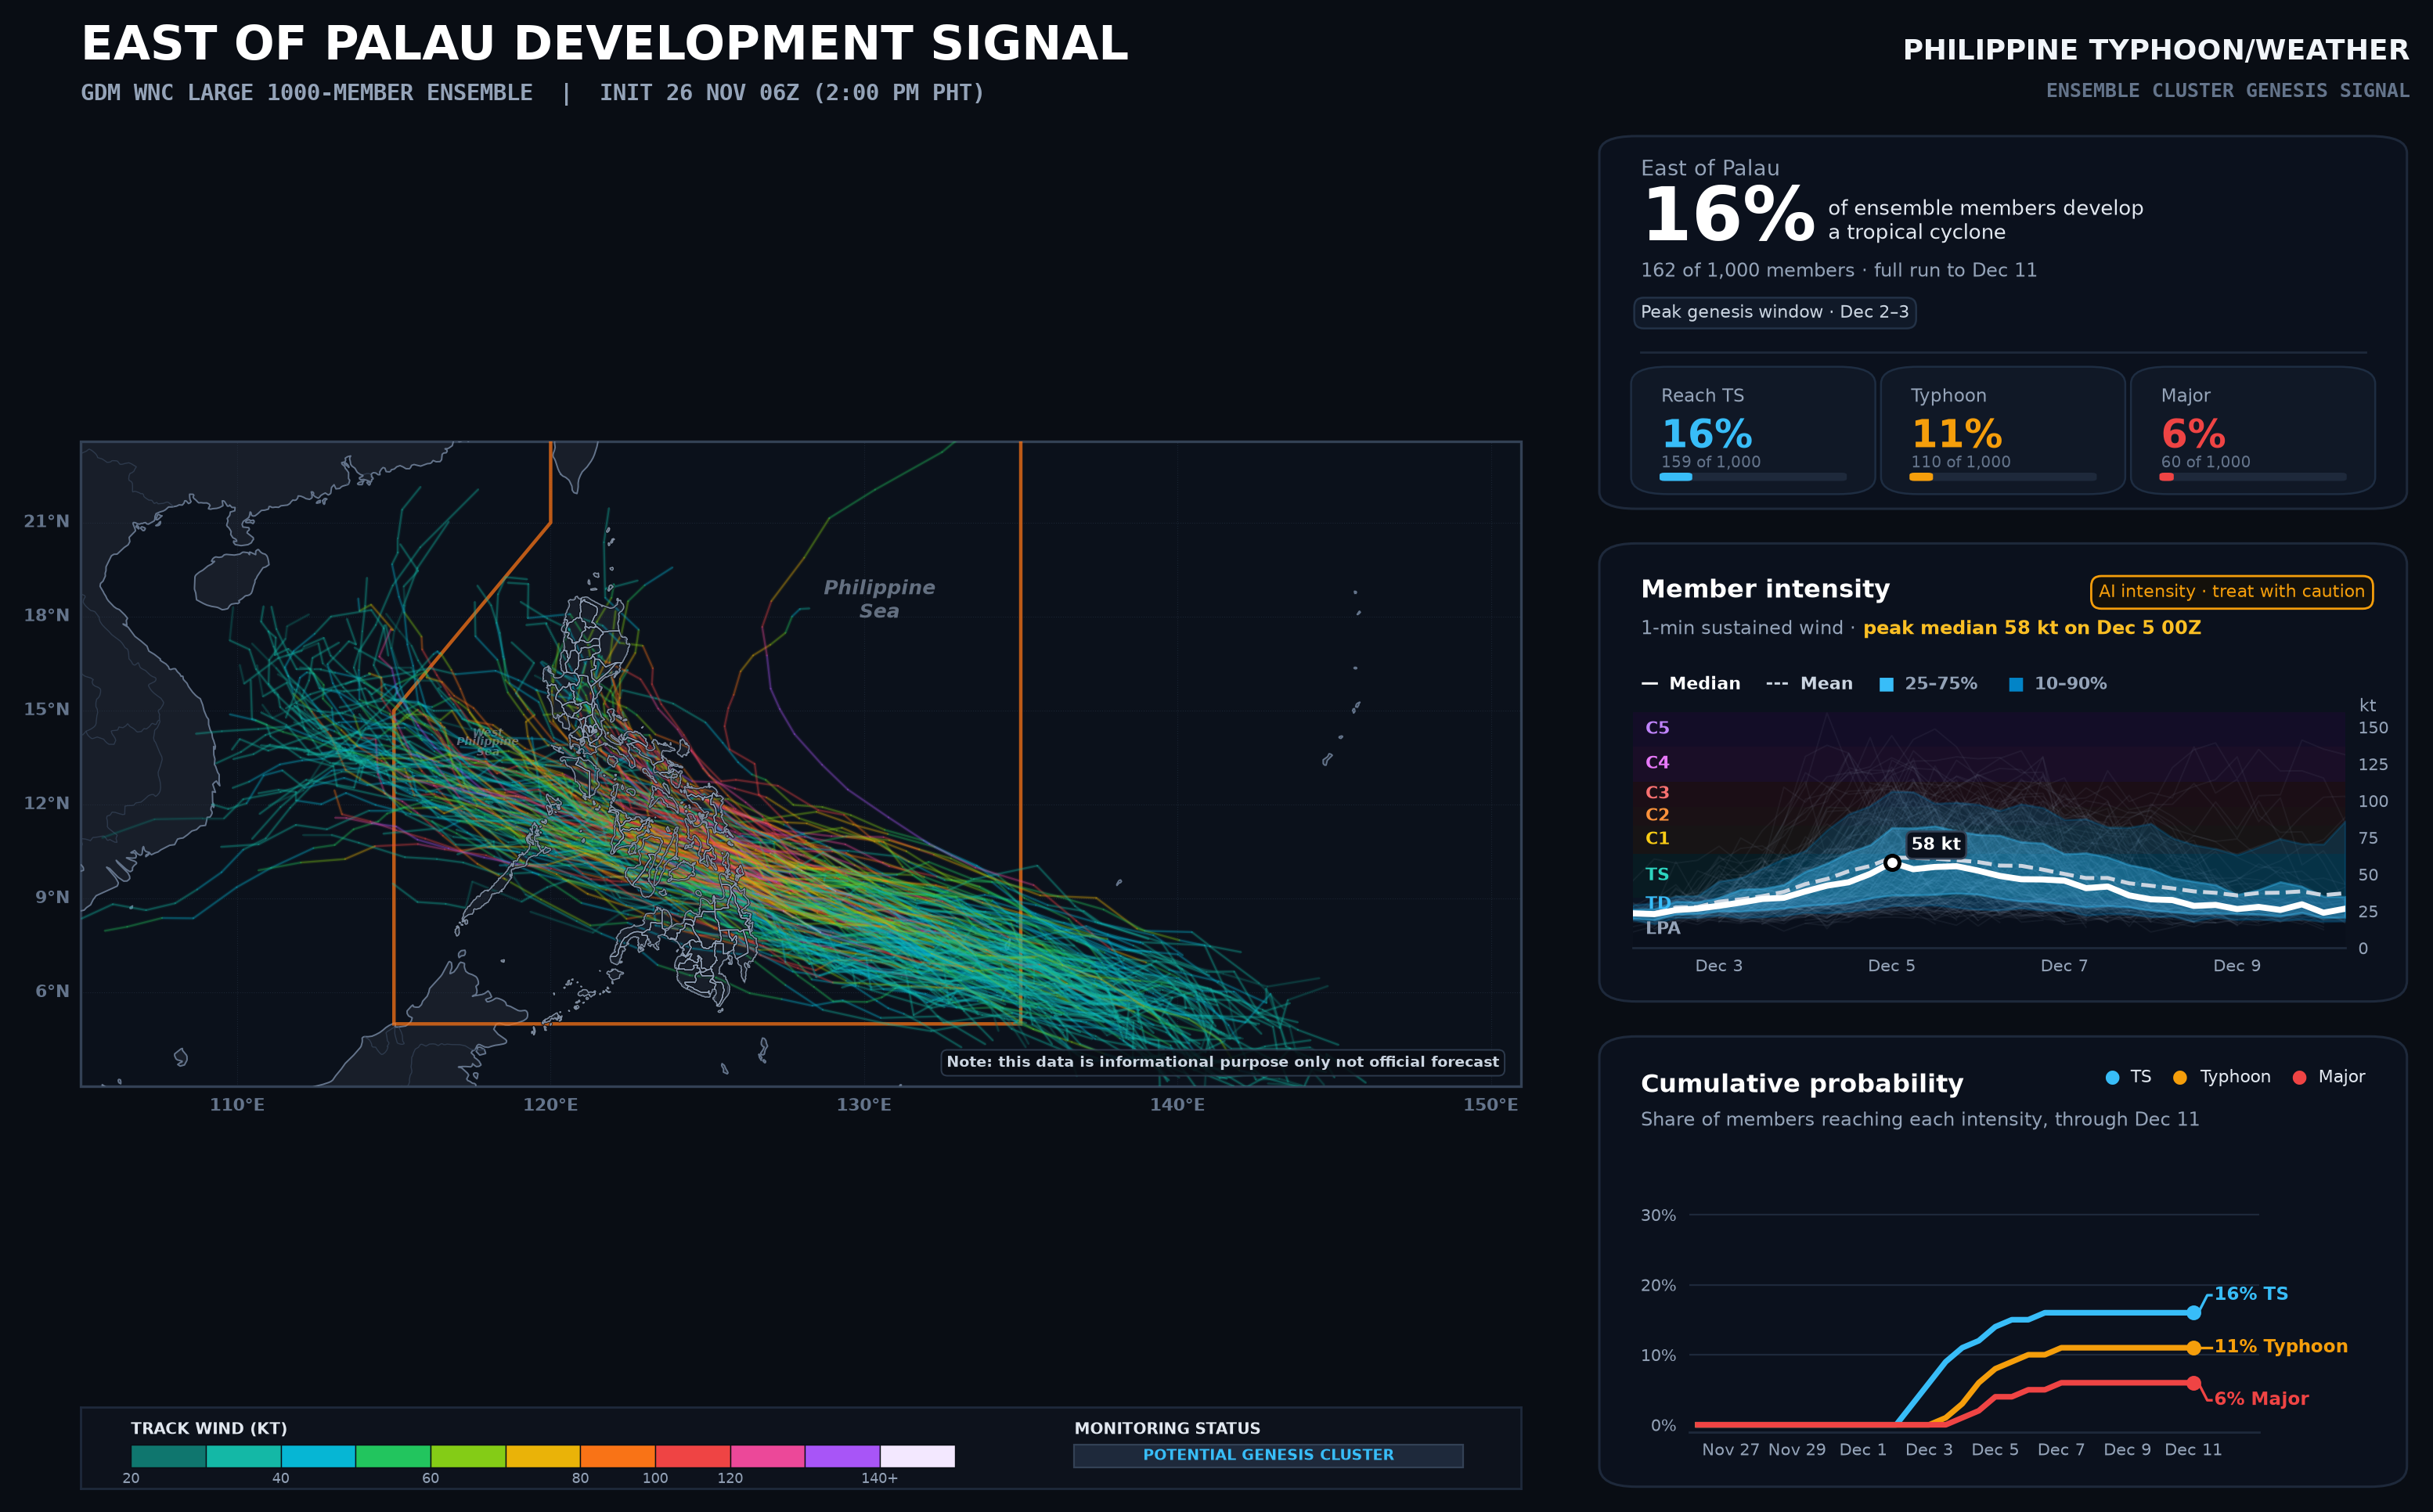 EAST OF PALAU DEVELOPMENT SIGNAL
GDM WNC LARGE 1000-MEMBER ENSEMBLE | INIT 26 NOV 06Z (2:00 PM PHT)
PHILIPPINE TYPHOON/WEATHER
ENSEMBLE CLUSTER GENESIS SIGNAL
21°N
18°N
15°N
12°N
9°N
6°N
110°E
120°E
130°E
140°E
150°E
Philippine
Sea
West
Philippine
Sea
Note: this data is informational purpose only not official forecast
TRACK WIND (KT)
20
40
60
80
100
120
140+
MONITORING STATUS
POTENTIAL GENESIS CLUSTER
East of Palau
16%
of ensemble members develop
a tropical cyclone
162 of 1,000 members · full run to Dec 11
Peak genesis window · Dec 2–3
Reach TS
16%
159 of 1,000
Typhoon
11%
110 of 1,000
Major
6%
60 of 1,000
Member intensity
AI intensity · treat with caution
1-min sustained wind · peak median 58 kt on Dec 5 00Z
Median
Mean
25–75%
10–90%
kt
C5
C4
C3
C2
C1
TS
TD
LPA
58 kt
150
125
100
75
50
25
0
Dec 3
Dec 5
Dec 7
Dec 9
Cumulative probability
TS
Typhoon
Major
Share of members reaching each intensity, through Dec 11
30%
20%
10%
0%
16% TS
11% Typhoon
6% Major
Nov 27
Nov 29
Dec 1
Dec 3
Dec 5
Dec 7
Dec 9
Dec 11